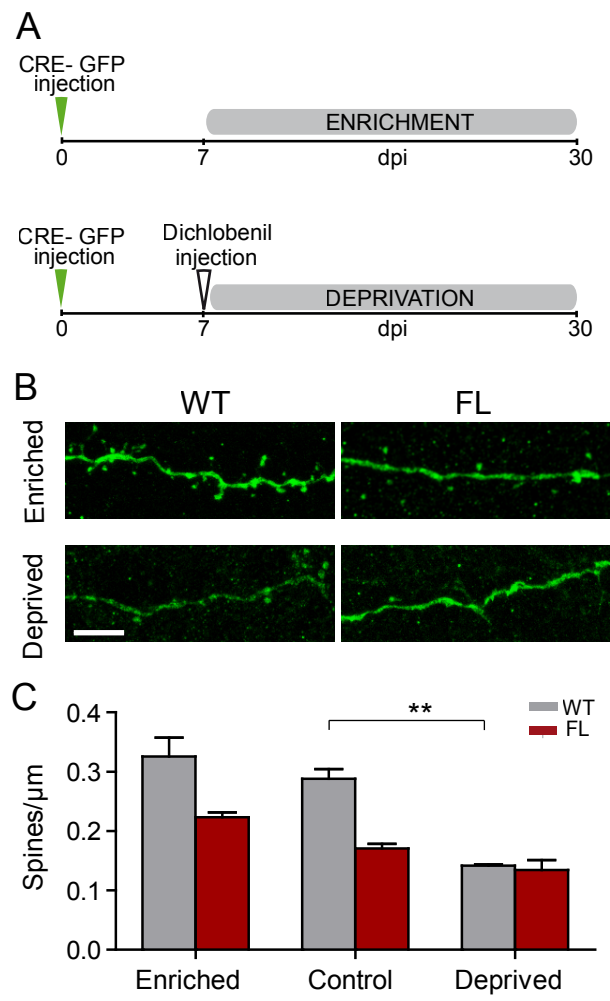 A
CRE- GFP
injection
ENRICHMENT
0
7
dpi
30
CRE- GFP
injection
Dichlobenil
injection
DEPRIVATION
0
7
dpi
30
B
WT
FL
Enriched
Deprived
C
**
WT
FL
Spines/µm
0.4
0.3
0.2
0.1
0.0
Enriched
Control
Deprived